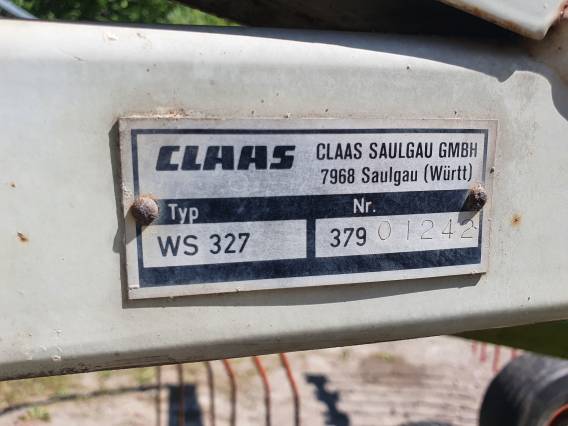 CLAAS
CLAAS SAULGAU GMBH
7968 Saulgau (Württ)
Typ Nr.
WS 327 379 01242